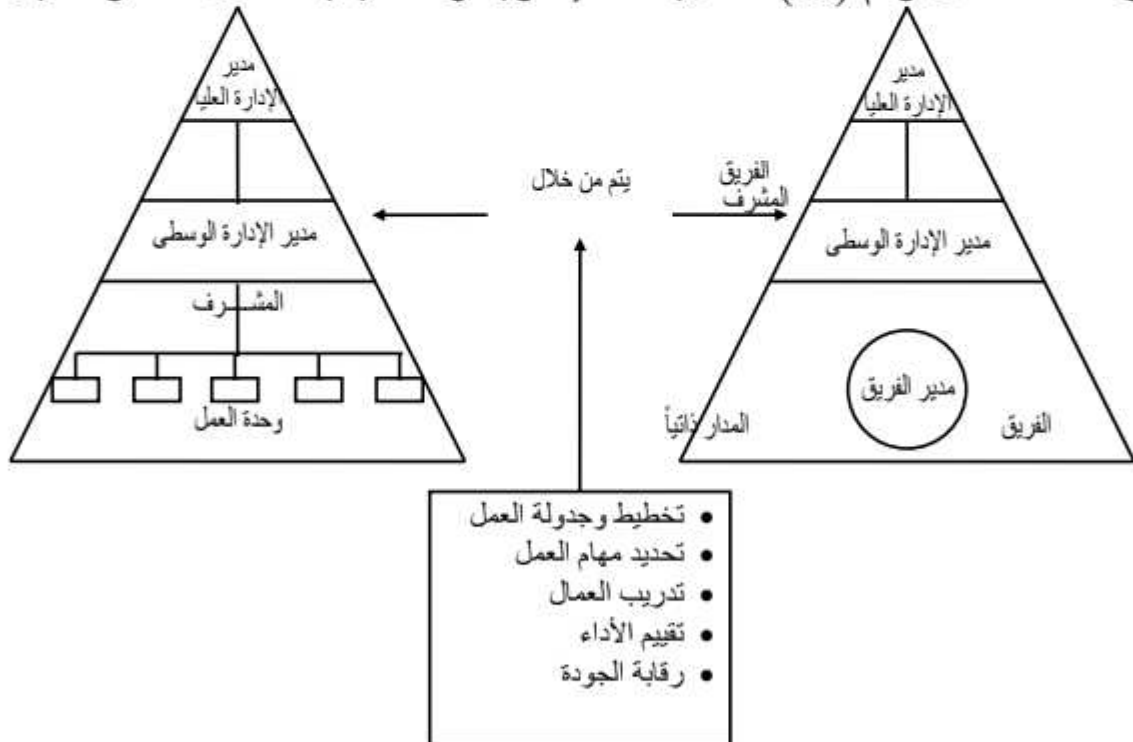 مدير
الإدارة العليا
مدير
الإدارة العليا
يتم من خلال
الفريق
المشرف
مدير الإدارة الوسطى
مدير الإدارة الوسطى
المشــرف
وحدة العمل
مدير الفريق
الفريق
المدار ذاتياً
• تخطيط وجدولة العمل
• تحديد مهام العمل
• تدريب العمال
• تقييم الأداء
• رقابة الجودة